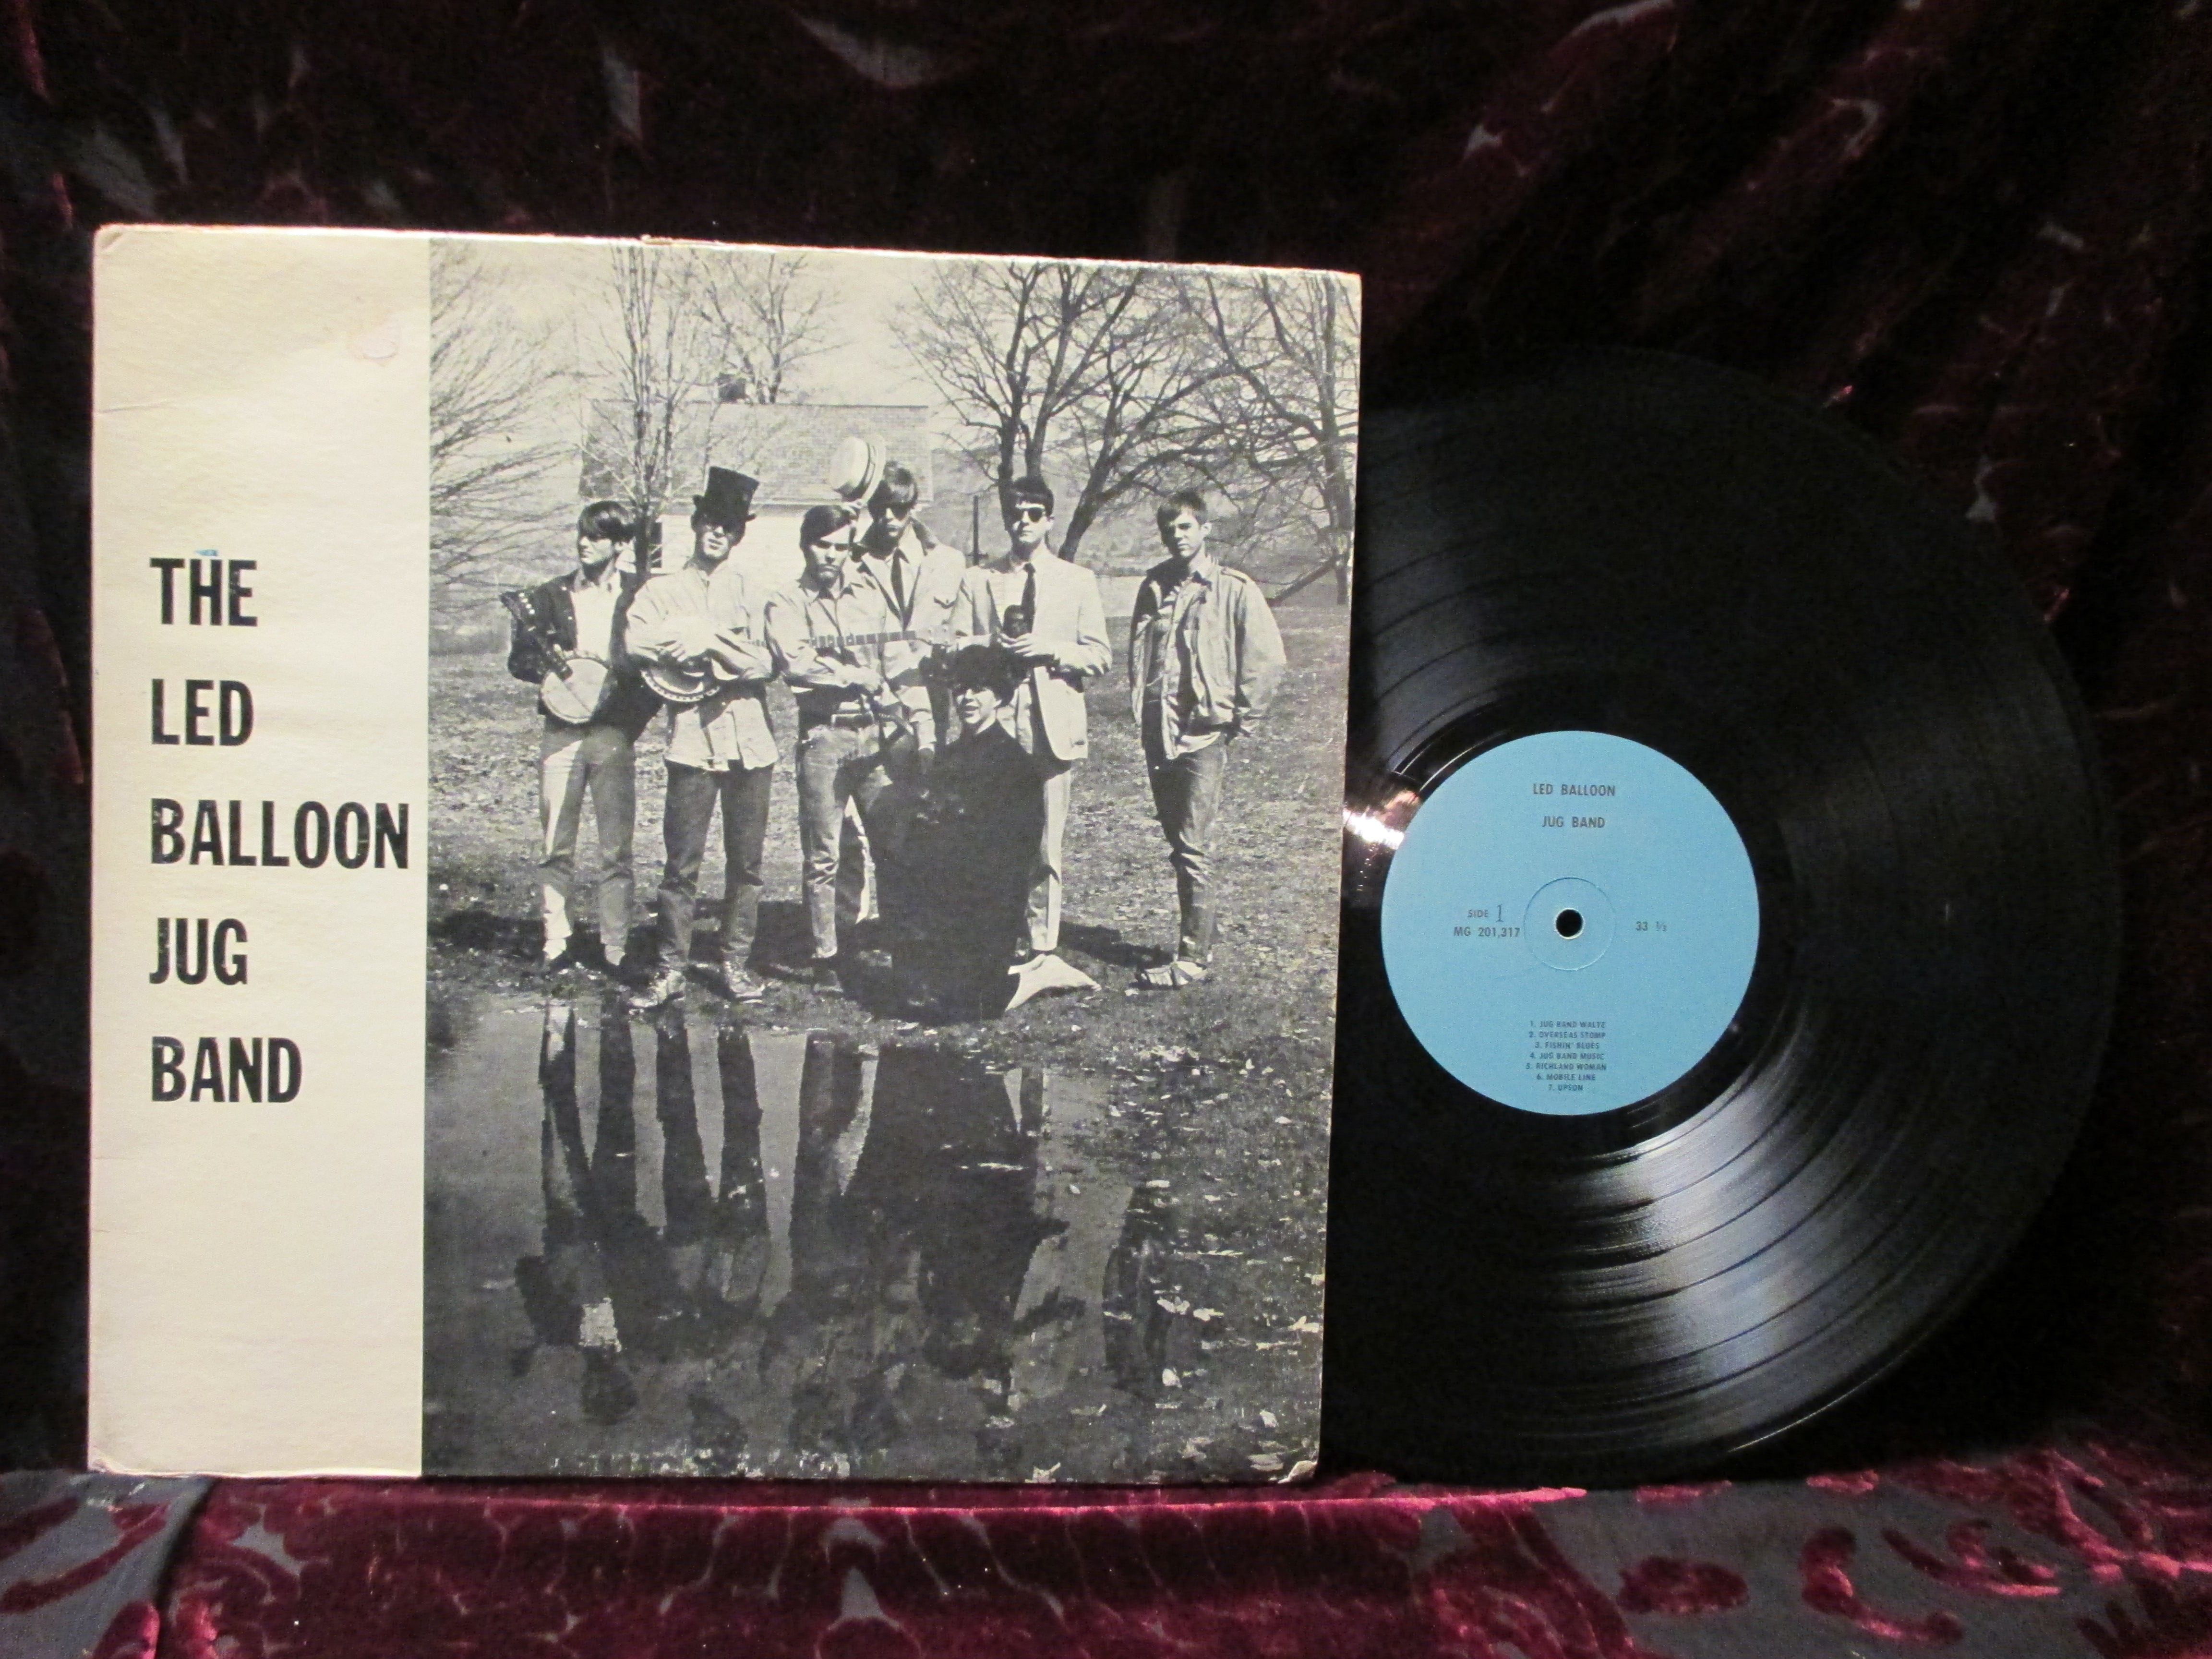 THE
LED
BALLOON
JUG
BAND
LED BALLOON
JUG BAND
SIDE 1
MG 201,317
33 ⅓
1. JUG BAND WALTZ
2. OVERSEAS STOMP
3. FISHIN' BLUES
4. JUG BAND MUSIC
5. RICHLAND WOMAN
6. MOBILE LINE
7. UPSON